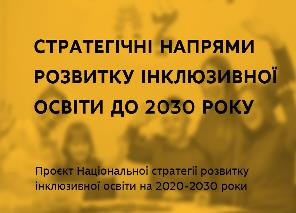 СТРАТЕГІЧНІ НАПРЯМИ
РОЗВИТКУ ІНКЛЮЗИВНОЇ
ОСВІТИ ДО 2030 РОКУ
Проєкт Національної стратегії розвитку
інклюзивної освіти на 2020-2030 роки